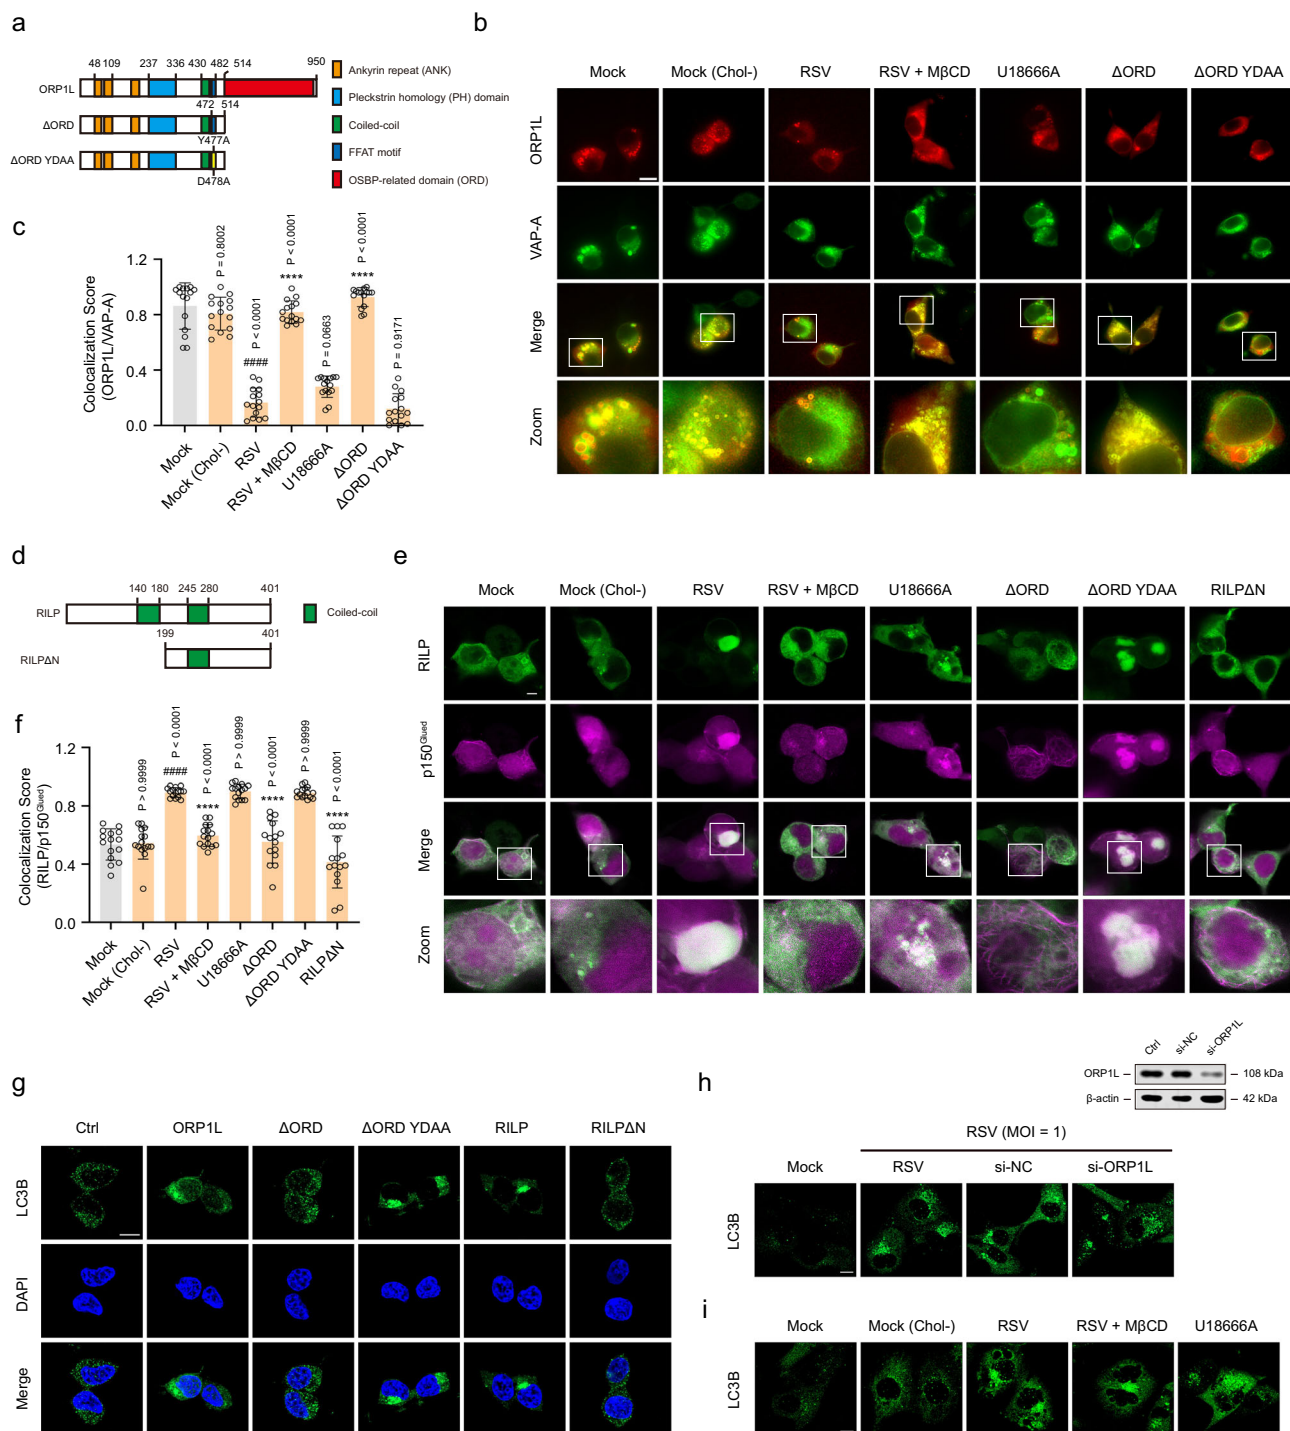 a
48 109 237 336 430 482 514 950
ORP1L
472 514
ΔORD
Y477A
ΔORD YDAA
D478A
Ankyrin repeat (ANK)
Pleckstrin homology (PH) domain
Coiled-coil
FFAT motif
OSBP-related domain (ORD)
b
Mock Mock (Chol-) RSV RSV + MβCD U18666A ΔORD ΔORD YDAA
ORP1L
VAP-A
Merge
Zoom
c
Colocalization Score
(ORP1L/VAP-A)
1.2
0.8
0.4
0.0
P = 0.8002
P < 0.0001
####
P < 0.0001
****
P = 0.0663
P < 0.0001
****
P = 0.9171
Mock
Mock (Chol-)
RSV
RSV + MβCD
U18666A
ΔORD
ΔORD YDAA
d
140 180 245 280 401
RILP
199 401
RILPΔN
Coiled-coil
e
Mock Mock (Chol-) RSV RSV + MβCD U18666A ΔORD ΔORD YDAA RILPΔN
RILP
p150Glued
Merge
Zoom
f
Colocalization Score
(RILP/p150Glued)
1.2
0.8
0.4
0.0
P > 0.9999
P < 0.0001
####
P < 0.0001
****
P > 0.9999
P < 0.0001
****
P > 0.9999
P < 0.0001
****
Mock
Mock (Chol-)
RSV
RSV + MβCD
U18666A
ΔORD
ΔORD YDAA
RILPΔN
g
Ctrl ORP1L ΔORD ΔORD YDAA RILP RILPΔN
LC3B
DAPI
Merge
h
Ctrl si-NC si-ORP1L
ORP1L – – 108 kDa
β-actin – – 42 kDa
RSV (MOI = 1)
Mock RSV si-NC si-ORP1L
LC3B
i
Mock Mock (Chol-) RSV RSV + MβCD U18666A
LC3B